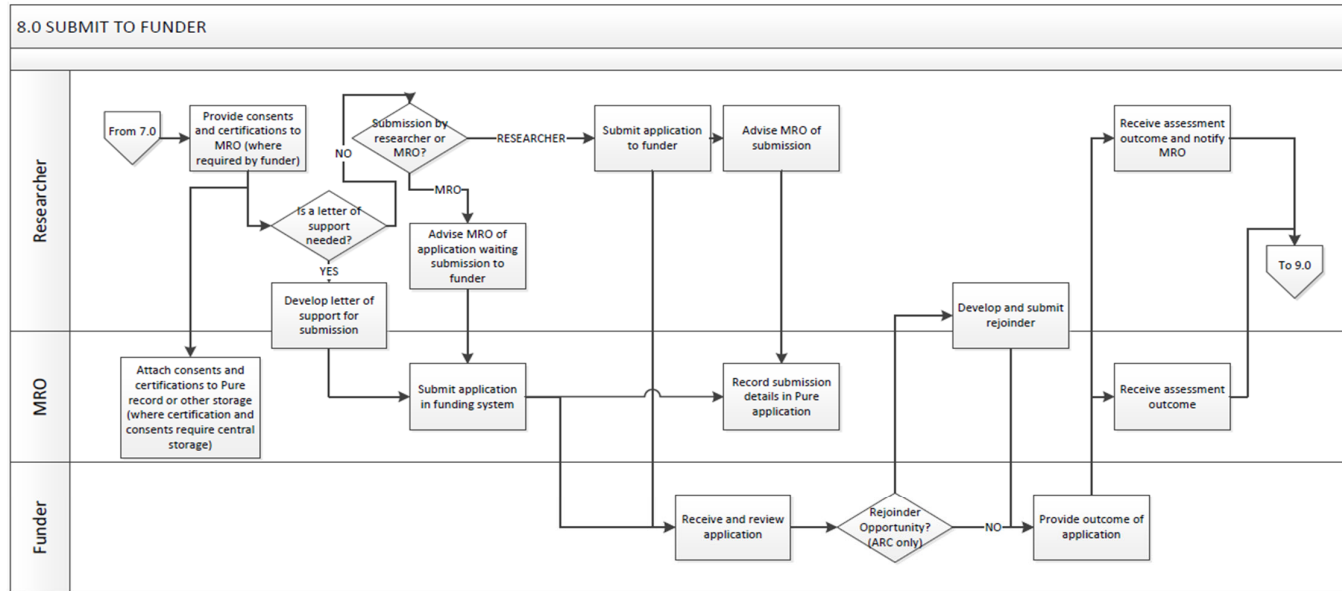 8.0 SUBMIT TO FUNDER
Researcher
From 7.0
Provide consents
and certifications to
MRO (where
required by funder)
Is a letter of
support
needed?
NO
YES
Develop letter of
support for
submission
Submission by
researcher or
MRO?
RESEARCHER
MRO
Advise MRO of
application waiting
submission to
funder
Submit application
to funder
Advise MRO of
submission
Develop and submit
rejoinder
Receive assessment
outcome and notify
MRO
To 9.0
MRO
Attach consents and
certifications to Pure
record or other storage
(where certification and
consents require central
storage)
Submit application
in funding system
Record submission
details in Pure
application
Receive assessment
outcome
Funder
Receive and review
application
Rejoinder
Opportunity?
(ARC only)
NO
Provide outcome of
application